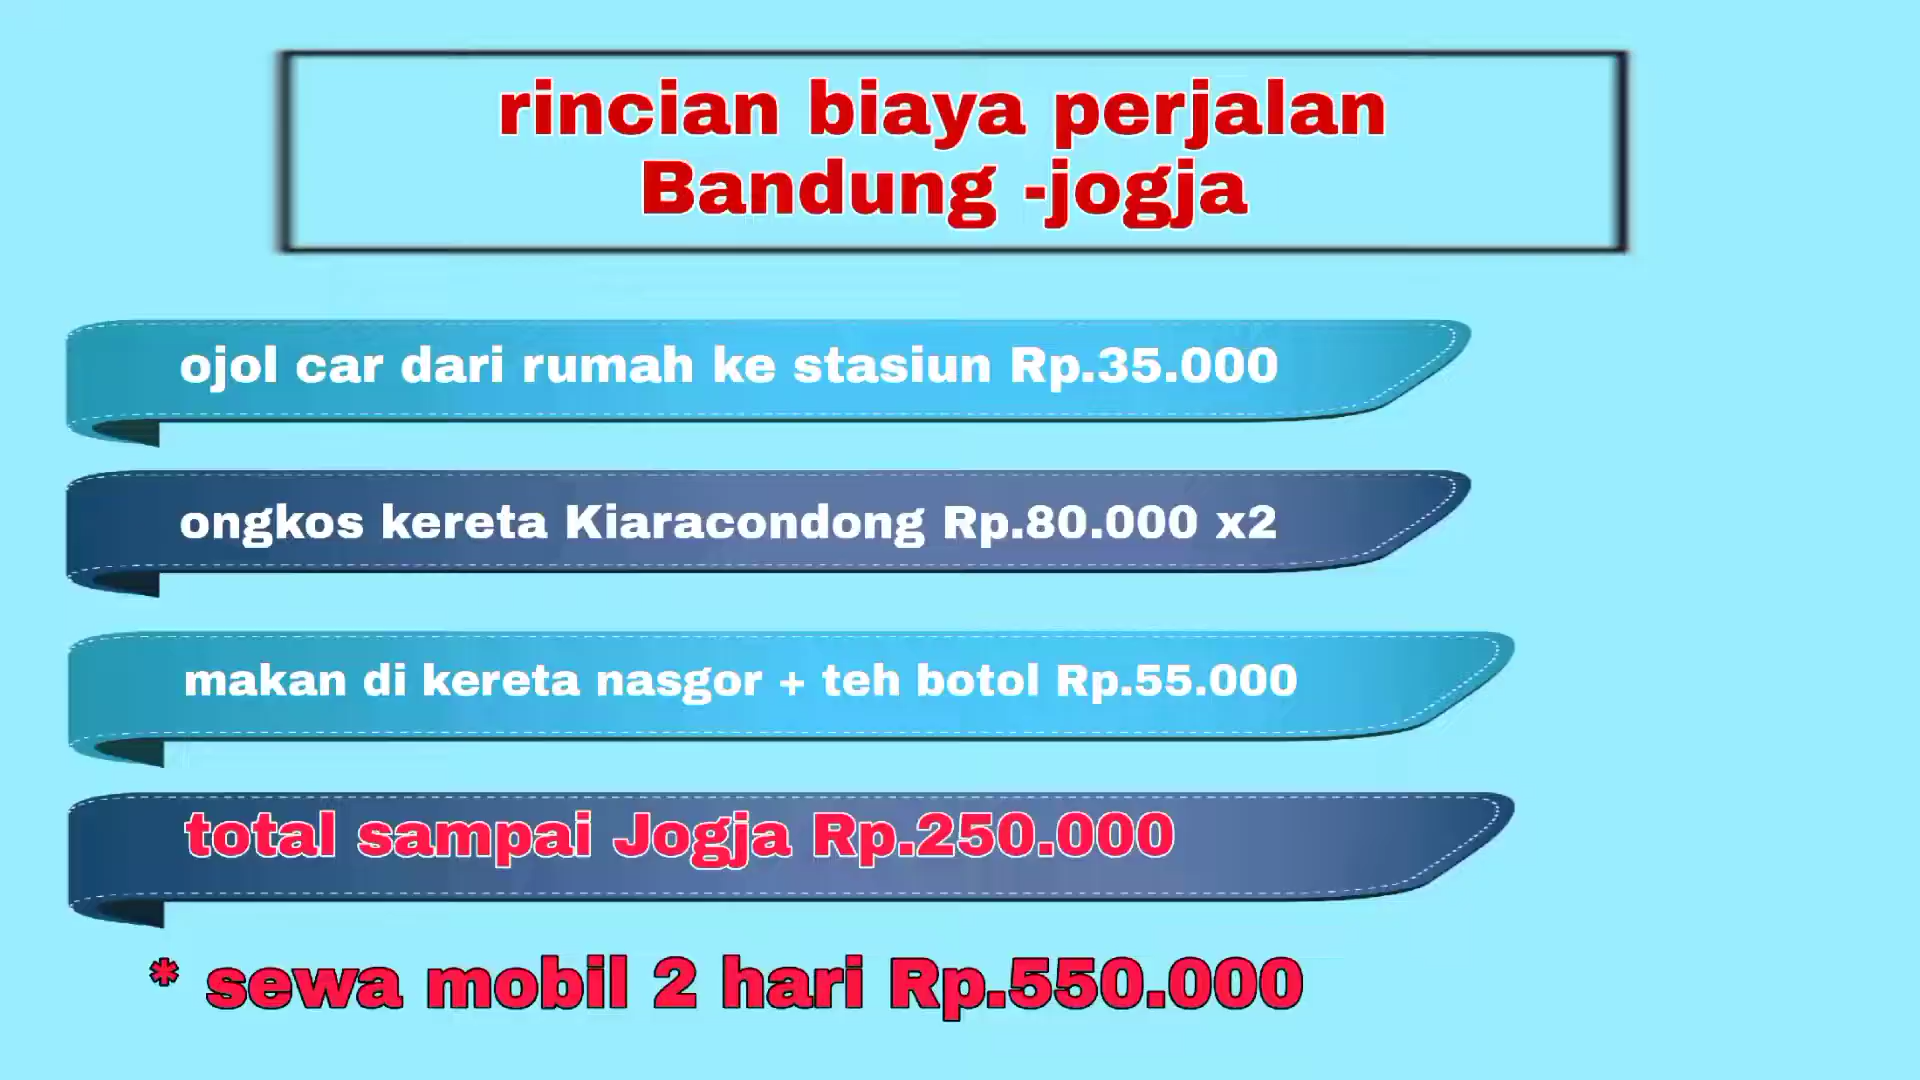 rincian biaya perjalan
Bandung -jogja
ojol car dari rumah ke stasiun Rp.35.000
ongkos kereta Kiaracondong Rp.80.000 x2
makan di kereta nasgor + teh botol Rp.55.000
total sampai Jogja Rp.250.000
* sewa mobil 2 hari Rp.550.000